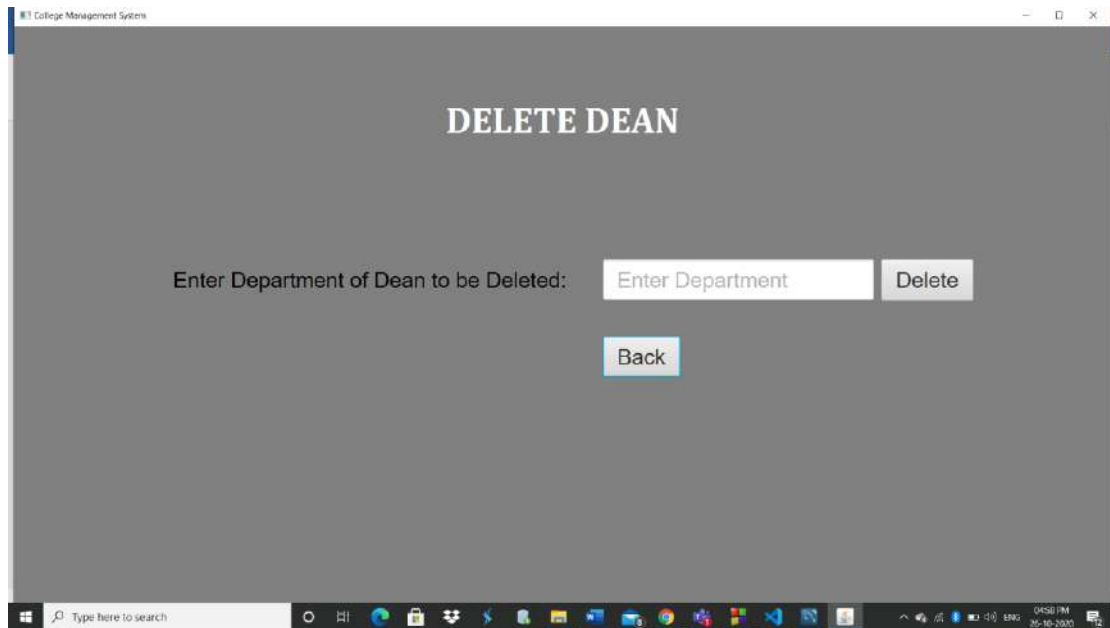 College Management System
DELETE DEAN
Enter Department of Dean to be Deleted:
Enter Department
Delete
Back
Type here to search
ENG
04:58 PM
26-10-2020